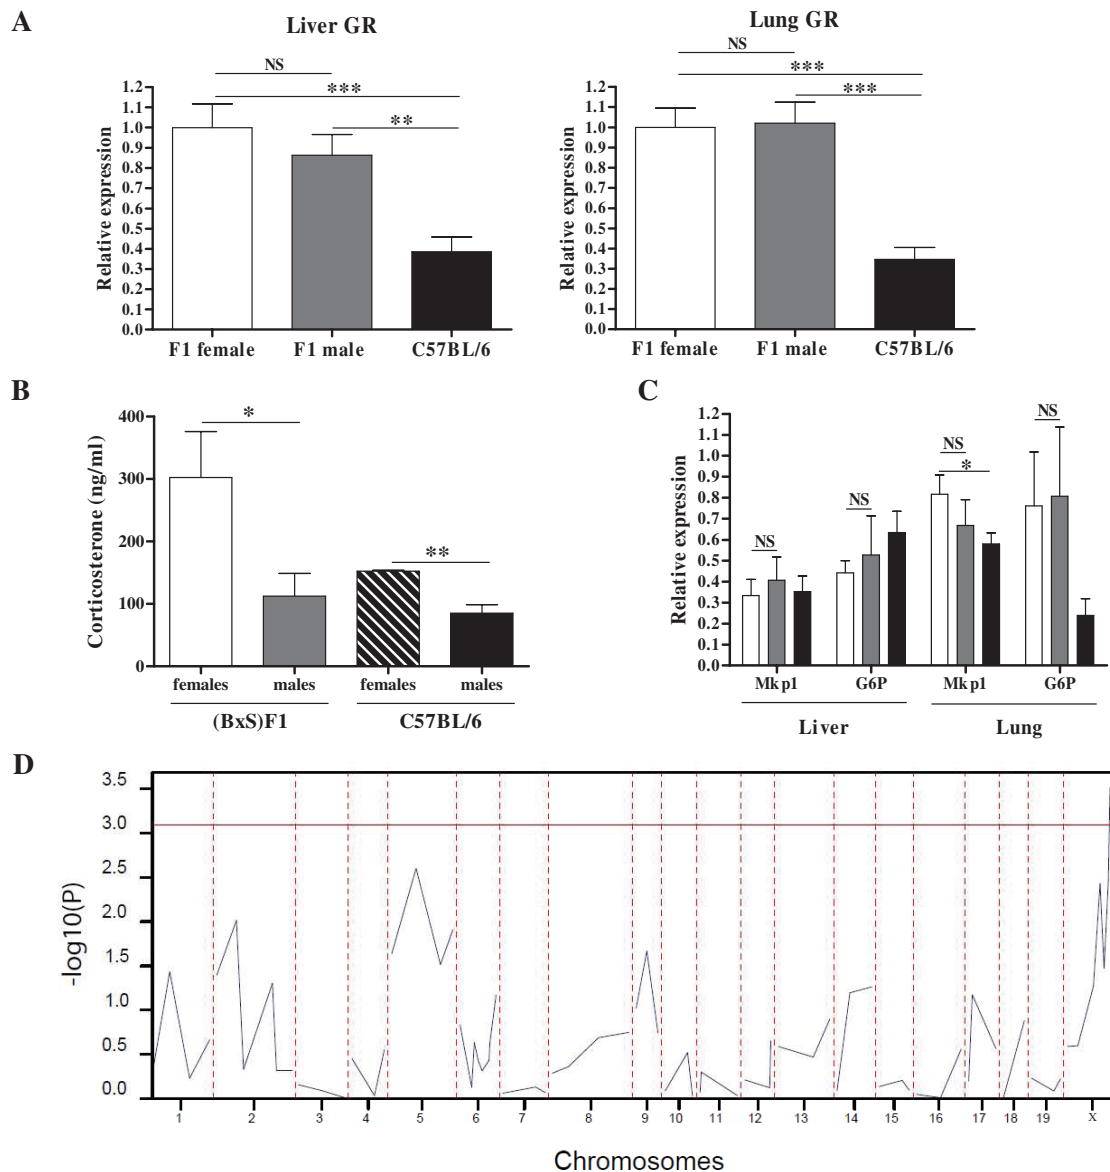 A
Liver GR
Lung GR
NS
***
**
NS
***
***
Relative expression
1.2
1.1
1.0
0.9
0.8
0.7
0.6
0.5
0.4
0.3
0.2
0.1
0.0
F1 female
F1 male
C57BL/6
Relative expression
1.2
1.1
1.0
0.9
0.8
0.7
0.6
0.5
0.4
0.3
0.2
0.1
0.0
F1 female
F1 male
C57BL/6
B
Corticosterone (ng/ml)
400
300
200
100
0
*
**
females
males
females
males
(BxS)F1
C57BL/6
C
Relative expression
1.2
1.1
1.0
0.9
0.8
0.7
0.6
0.5
0.4
0.3
0.2
0.1
0.0
NS
NS
NS
*
NS
Mkp1
G6P
Mkp1
G6P
Liver
Lung
D
-log10(P)
3.5
3.0
2.5
2.0
1.5
1.0
0.5
0.0
1
2
3
4
5
6
7
8
9
10
11
12
13
14
15
16
17
18
19
X
Chromosomes